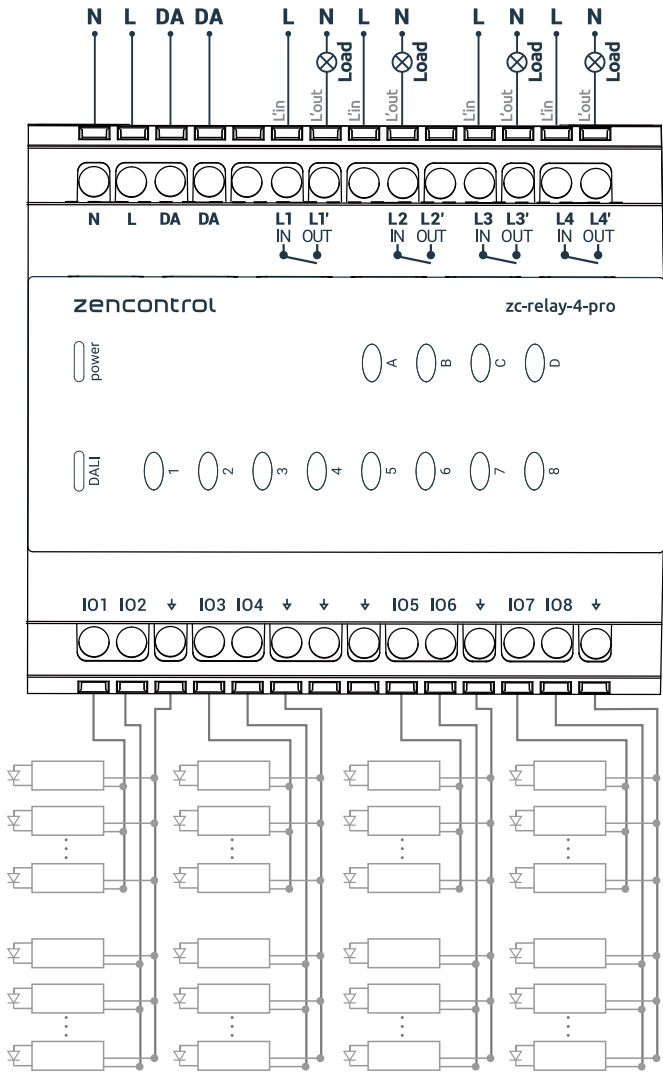 N L DA DA L N L N L N L N
Load Load Load Load
L'in L'out L'in L'out L'in L'out L'in L'out
N L DA DA L1 L1' L2 L2' L3 L3' L4 L4'
IN OUT IN OUT IN OUT IN OUT
zencontrol zc-relay-4-pro
power A B C D
DALI 1 2 3 4 5 6 7 8
IO1 IO2 IO3 IO4 IO5 IO6 IO7 IO8